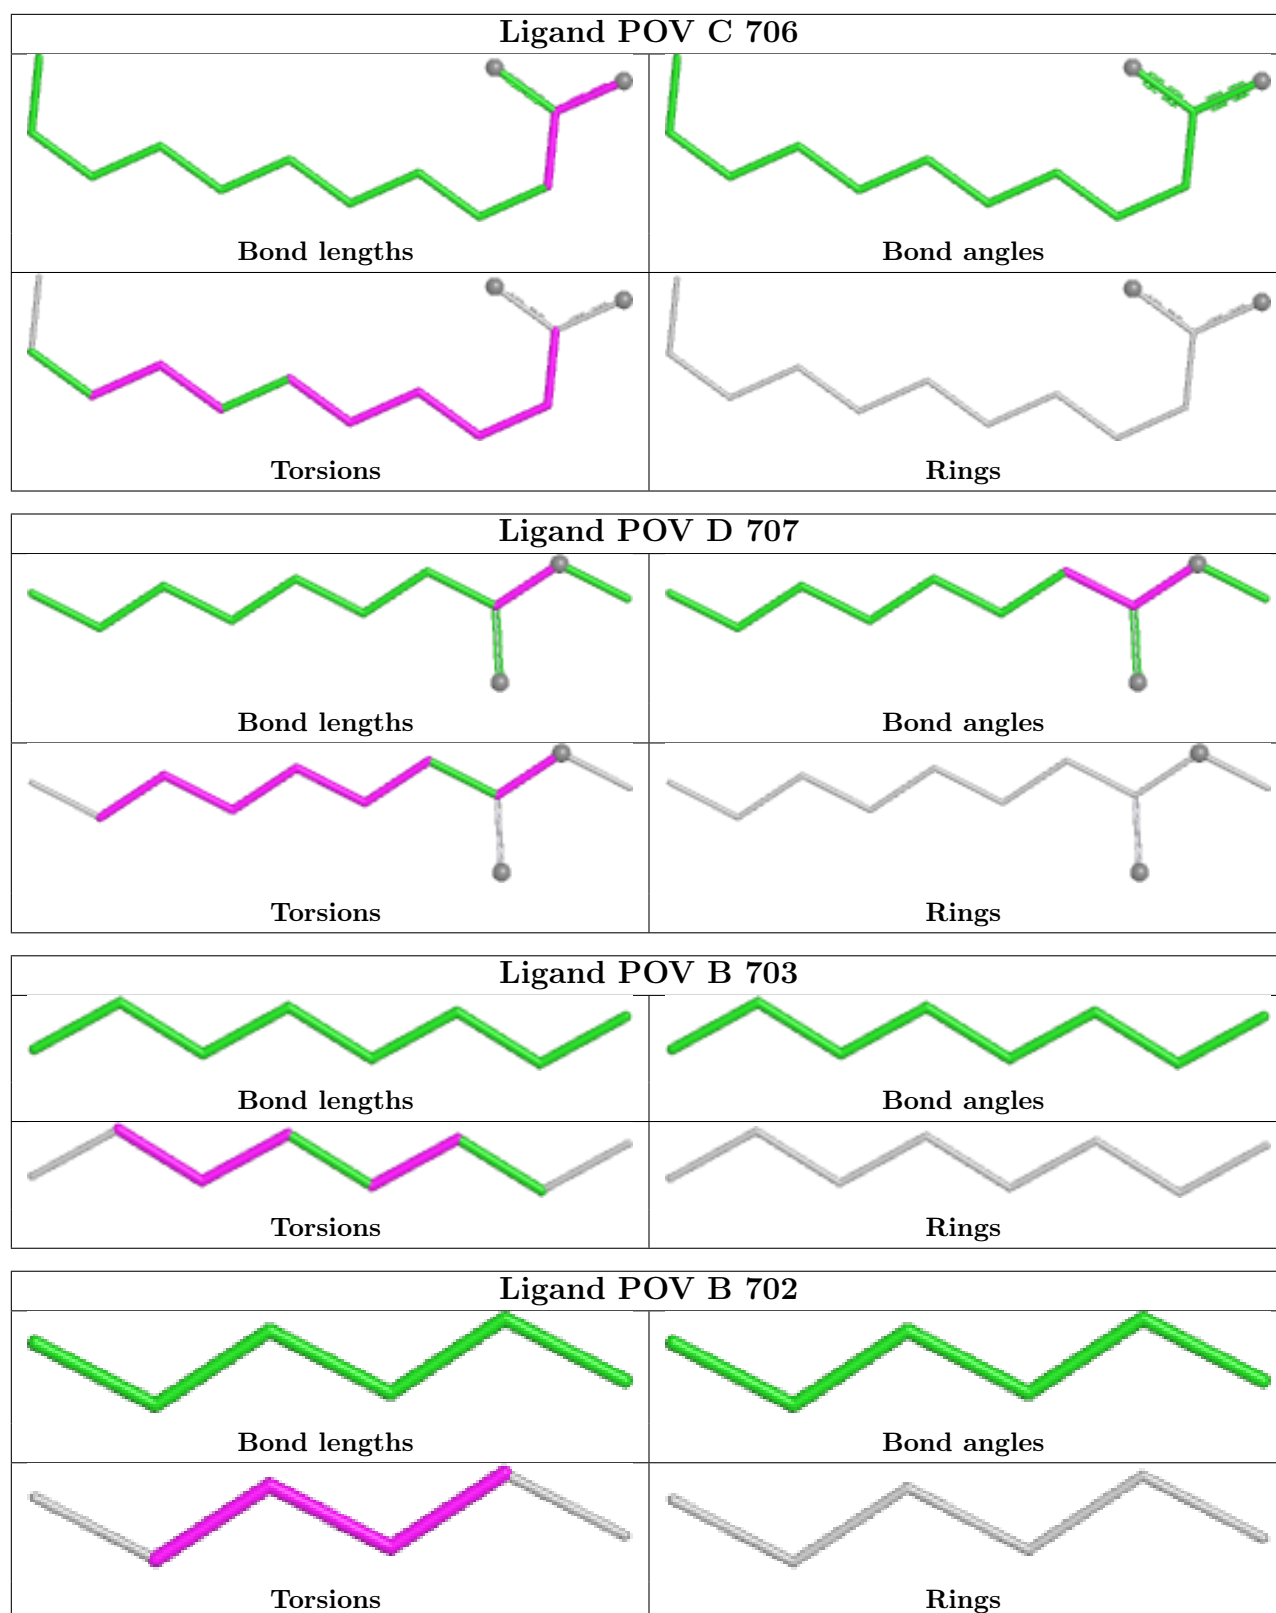 Ligand POV C 706
Bond lengths
Bond angles
Torsions
Rings
Ligand POV D 707
Bond lengths
Bond angles
Torsions
Rings
Ligand POV B 703
Bond lengths
Bond angles
Torsions
Rings
Ligand POV B 702
Bond lengths
Bond angles
Torsions
Rings